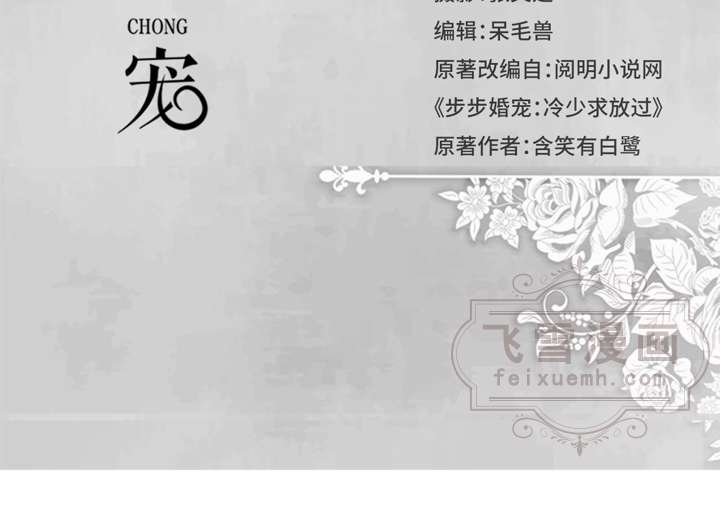 CHONG
宠
编辑：呆毛兽
原著改编自：阅明小说网
《步步婚宠：冷少求放过》
原著作者：含笑有白鹭
飞雪漫画
feixuemh.com